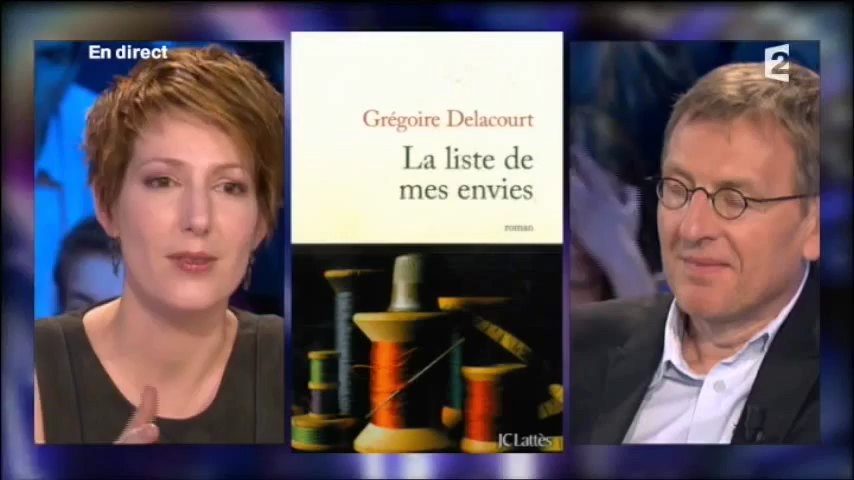 En direct
2
Grégoire Delacourt
La liste de
mes envies
roman
JC Lattès